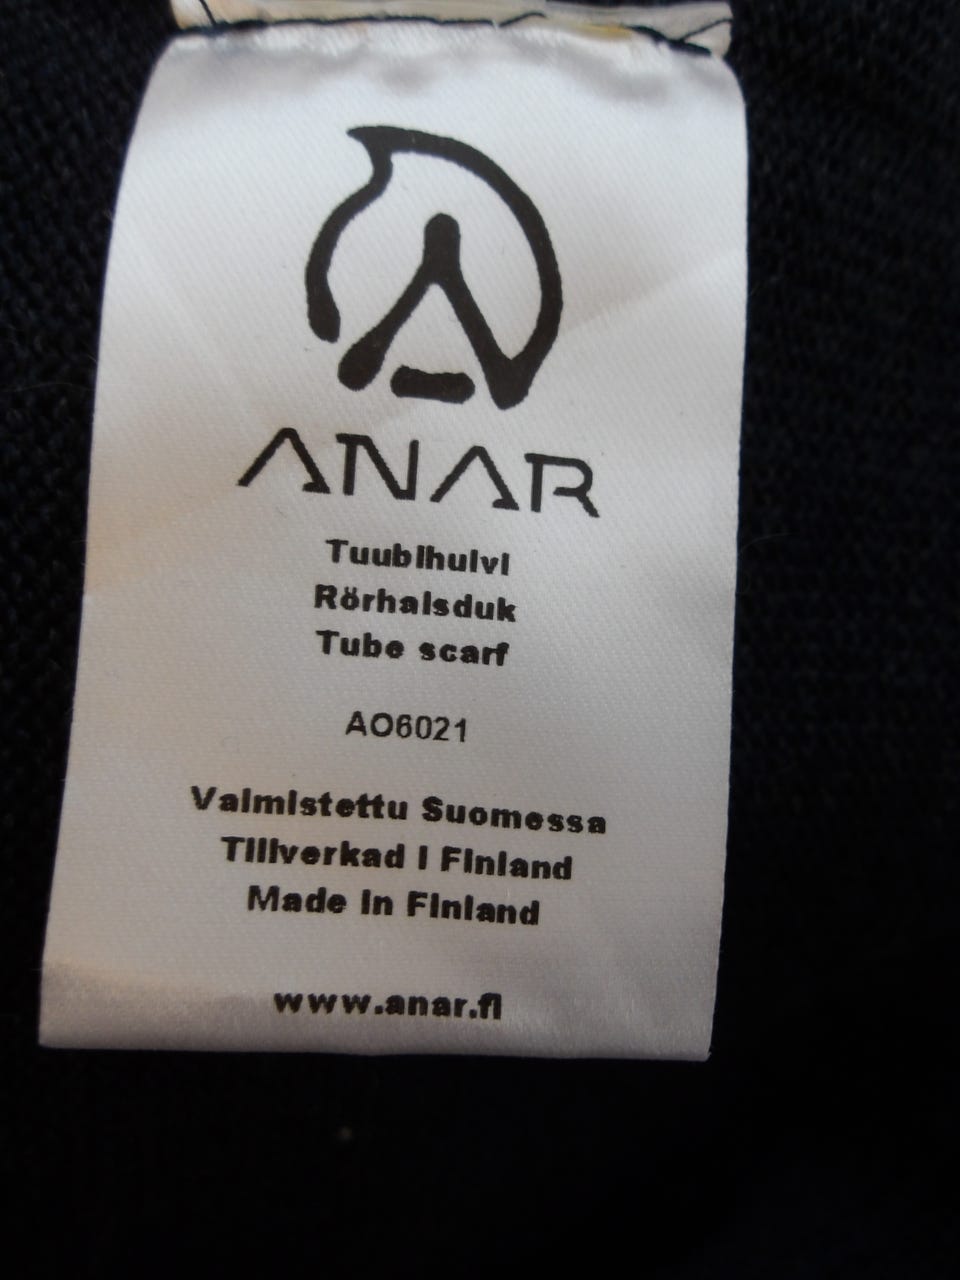 ANAR
Tuubihuivi
Rörhalsduk
Tube scarf
AO6021
Valmistettu Suomessa
Tillverkad i Finland
Made in Finland
www.anar.fi